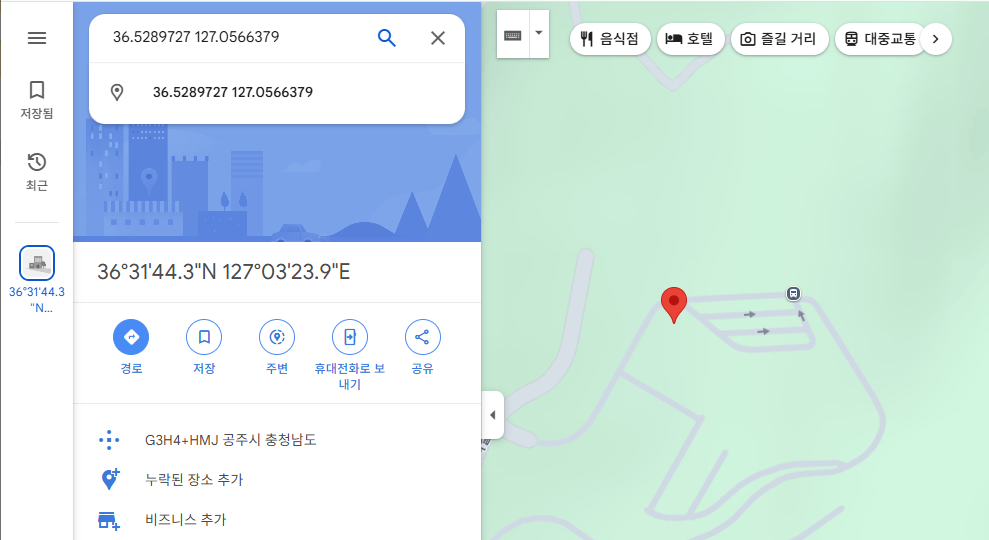 36.5289727 127.0566379
36.5289727 127.0566379
저장됨
최근
36°31'44.3
"N...
36°31'44.3"N 127°03'23.9"E
경로
저장
주변
휴대전화로 보
내기
공유
G3H4+HMJ 공주시 충청남도
누락된 장소 추가
비즈니스 추가
음식점
호텔
즐길 거리
대중교통